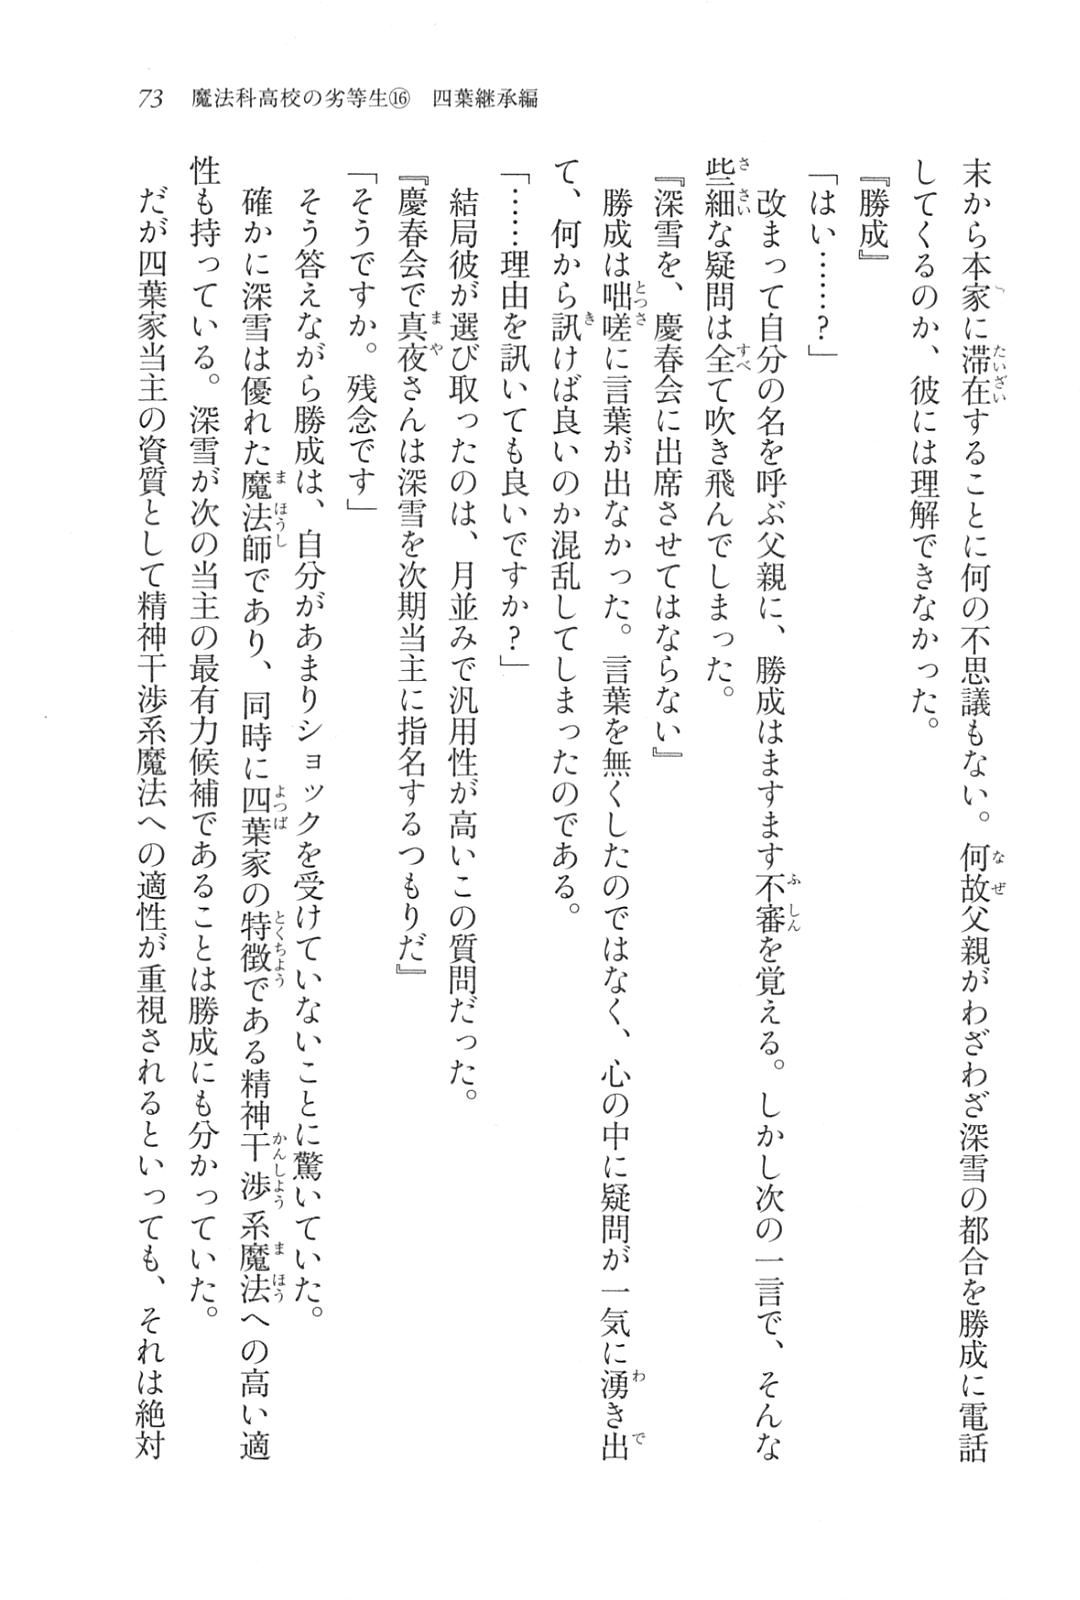 73　魔法科高校の劣等生⑯　四葉継承編
末から本家に滞在することに何の不思議もない。何故父親がわざわざ深雪の都合を勝成に電話
してくるのか、彼には理解できなかった。
『勝成』
「はい……？」
改まって自分の名を呼ぶ父親に、勝成はますます不審を覚える。しかし次の一言で、そんな
些細な疑問は全て吹き飛んでしまった。
『深雪を、慶春会に出席させてはならない』
勝成は咄嗟に言葉が出なかった。言葉を無くしたのではなく、心の中に疑問が一気に湧き出
て、何から訊けば良いのか混乱してしまったのである。
「……理由を訊いても良いですか？」
結局彼が選び取ったのは、月並みで汎用性が高いこの質問だった。
『慶春会で真夜さんは深雪を次期当主に指名するつもりだ』
「そうですか。残念です」
そう答えながら勝成は、自分があまりショックを受けていないことに驚いていた。
確かに深雪は優れた魔法師であり、同時に四葉家の特徴である精神干渉系魔法への高い適
性も持っている。深雪が次の当主の最有力候補であることは勝成にも分かっていた。
だが四葉家当主の資質として精神干渉系魔法への適性が重視されるといっても、それは絶対